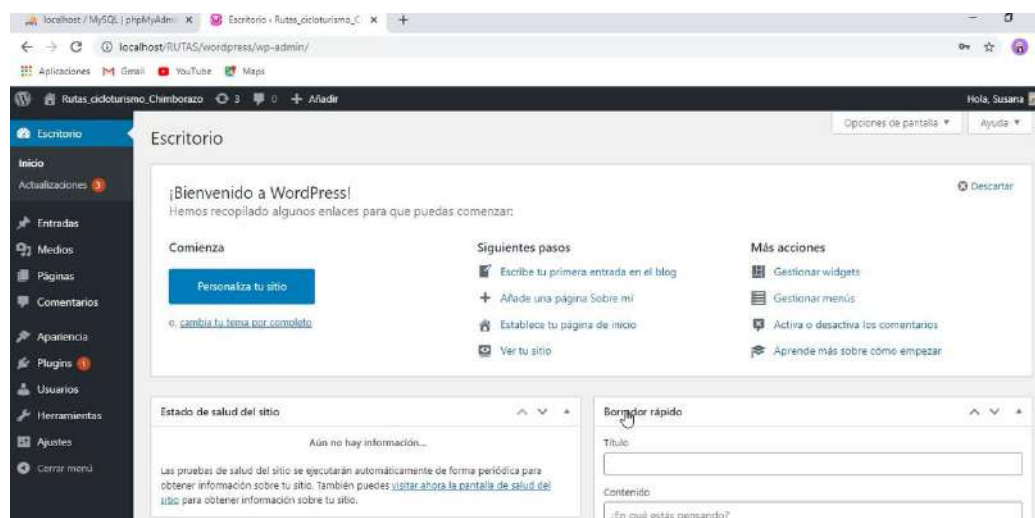 localhost / MySQL | phpMyAdmi
Escritorio ‹ Rutas_cicloturismo_C
localhost/RUTAS/wordpress/wp-admin/
Aplicaciones Gmail YouTube Maps
Rutas_cicloturismo_Chimborazo 3 0 + Añadir Hola, Susana
Escritorio
Inicio
Actualizaciones 3
Entradas
Medios
Páginas
Comentarios
Apariencia
Plugins 1
Usuarios
Herramientas
Ajustes
Cerrar menú
Opciones de pantalla Ayuda
Escritorio
¡Bienvenido a WordPress!
Descartar
Hemos recopilado algunos enlaces para que puedas comenzar:
Comienza
Personaliza tu sitio
o, cambia tu tema por completo
Siguientes pasos
Escribe tu primera entrada en el blog
Añade una página Sobre mí
Establece tu página de inicio
Ver tu sitio
Más acciones
Gestionar widgets
Gestionar menús
Activa o desactiva los comentarios
Aprende más sobre cómo empezar
Estado de salud del sitio
Aún no hay información...
Las pruebas de salud del sitio se ejecutarán automáticamente de forma periódica para
obtener información sobre tu sitio. También puedes visitar ahora la pantalla de salud del
sitio para obtener información sobre tu sitio.
Borrador rápido
Título
Contenido
¿En qué estás pensando?